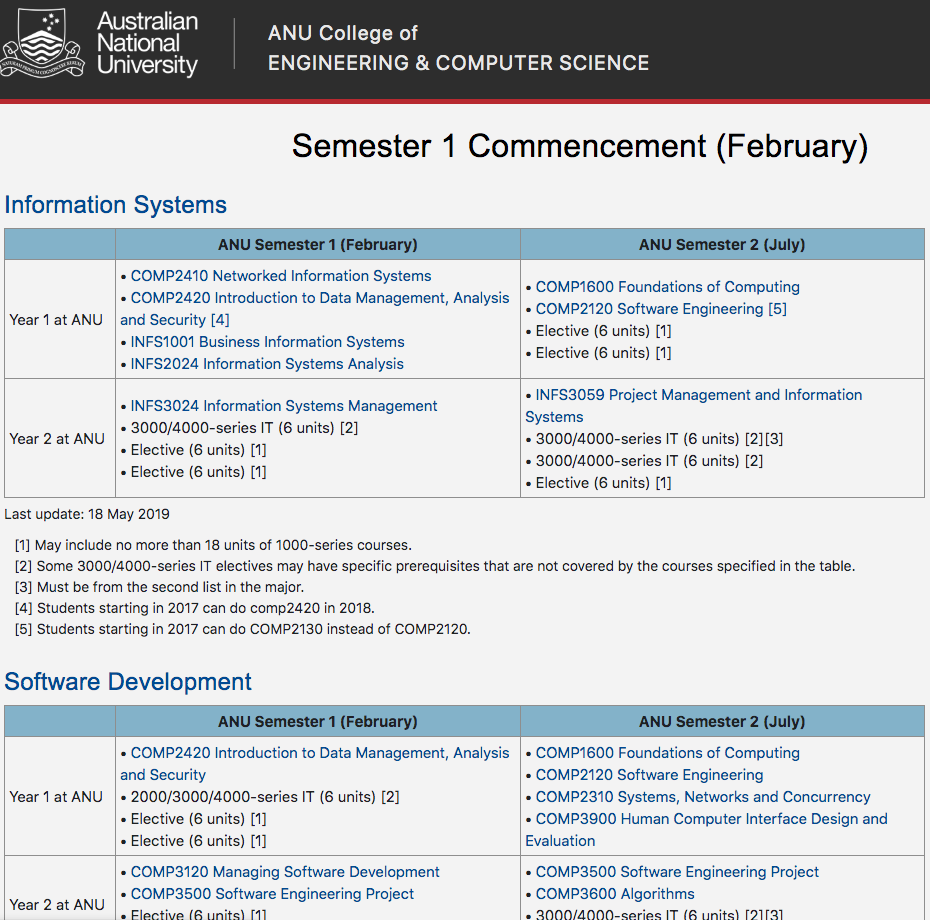 Australian
National
University
ANU College of
ENGINEERING & COMPUTER SCIENCE
Semester 1 Commencement (February)
Information Systems
ANU Semester 1 (February)
ANU Semester 2 (July)
Year 1 at ANU
• COMP2410 Networked Information Systems
• COMP2420 Introduction to Data Management, Analysis
and Security [4]
• INFS1001 Business Information Systems
• INFS2024 Information Systems Analysis
• COMP1600 Foundations of Computing
• COMP2120 Software Engineering [5]
• Elective (6 units) [1]
• Elective (6 units) [1]
Year 2 at ANU
• INFS3024 Information Systems Management
• 3000/4000-series IT (6 units) [2]
• Elective (6 units) [1]
• Elective (6 units) [1]
• INFS3059 Project Management and Information
Systems
• 3000/4000-series IT (6 units) [2][3]
• 3000/4000-series IT (6 units) [2]
• Elective (6 units) [1]
Last update: 18 May 2019
[1] May include no more than 18 units of 1000-series courses.
[2] Some 3000/4000-series IT electives may have specific prerequisites that are not covered by the courses specified in the table.
[3] Must be from the second list in the major.
[4] Students starting in 2017 can do comp2420 in 2018.
[5] Students starting in 2017 can do COMP2130 instead of COMP2120.
Software Development
ANU Semester 1 (February)
ANU Semester 2 (July)
Year 1 at ANU
• COMP2420 Introduction to Data Management, Analysis
and Security
• 2000/3000/4000-series IT (6 units) [2]
• Elective (6 units) [1]
• Elective (6 units) [1]
• COMP1600 Foundations of Computing
• COMP2120 Software Engineering
• COMP2310 Systems, Networks and Concurrency
• COMP3900 Human Computer Interface Design and
Evaluation
Year 2 at ANU
• COMP3120 Managing Software Development
• COMP3500 Software Engineering Project
• Elective (6 units) [1]
• COMP3500 Software Engineering Project
• COMP3600 Algorithms
• 3000/4000-series IT (6 units) [2][3]